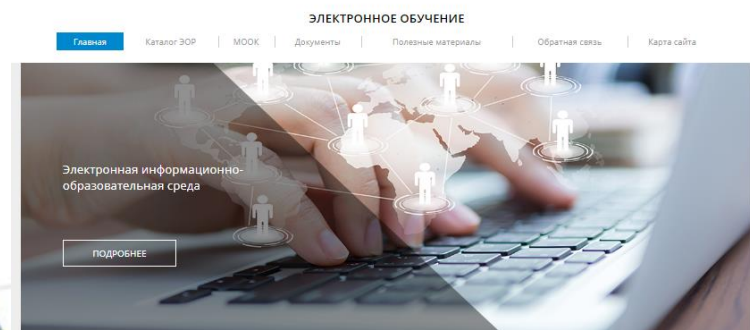 ЭЛЕКТРОННОЕ ОБУЧЕНИЕ
Главная Каталог ЭОР МООК Документы Полезные материалы Обратная связь Карта сайта
Электронная информационно-
образовательная среда
ПОДРОБНЕЕ